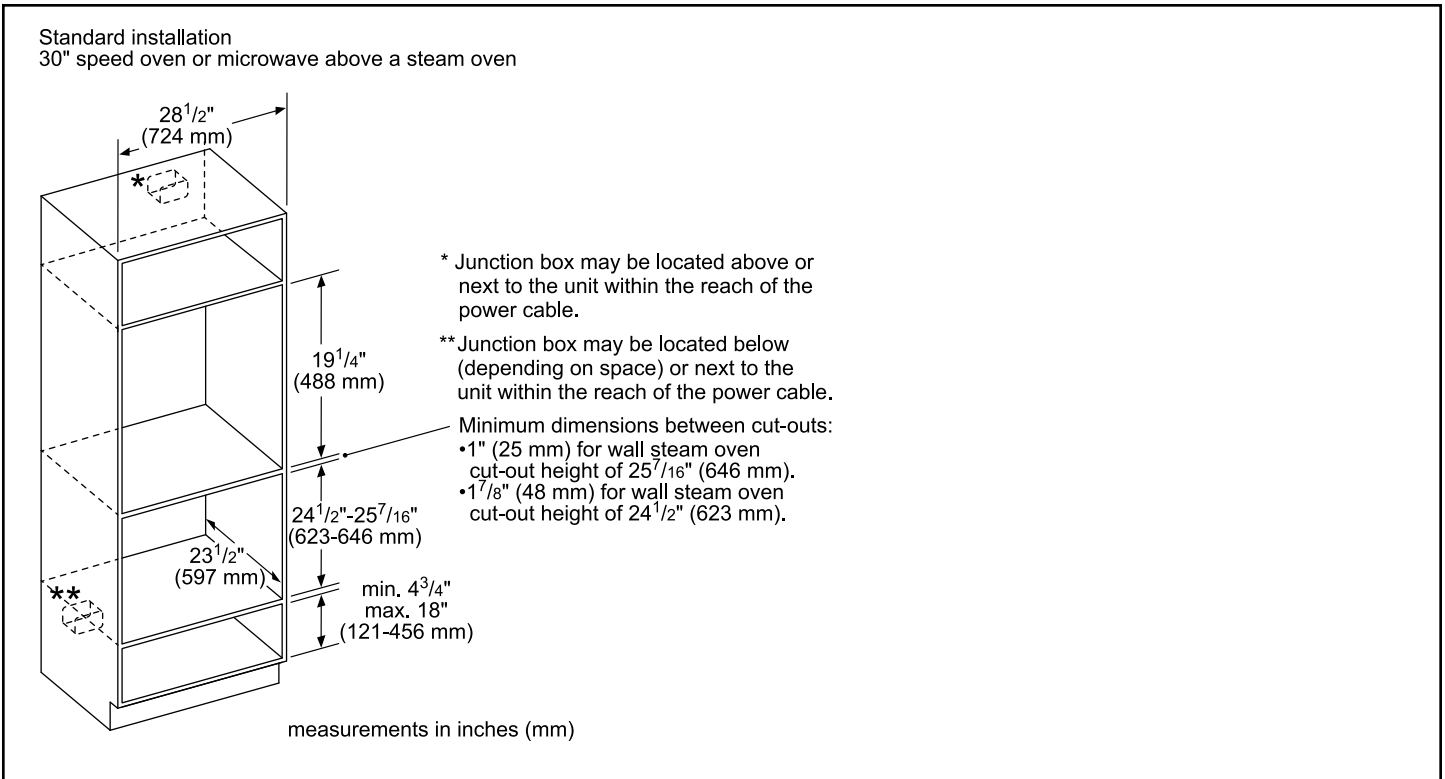 Standard installation
30" speed oven or microwave above a steam oven
28 1/2"
(724 mm)
*
* Junction box may be located above or
next to the unit within the reach of the
power cable.
**Junction box may be located below
(depending on space) or next to the
unit within the reach of the power cable.
19 1/4"
(488 mm)
Minimum dimensions between cut-outs:
•1" (25 mm) for wall steam oven
cut-out height of 25 7/16" (646 mm).
•1 7/8" (48 mm) for wall steam oven
cut-out height of 24 1/2" (623 mm).
24 1/2"-25 7/16"
(623-646 mm)
23 1/2"
(597 mm)
**
min. 4 3/4"
max. 18"
(121-456 mm)
measurements in inches (mm)